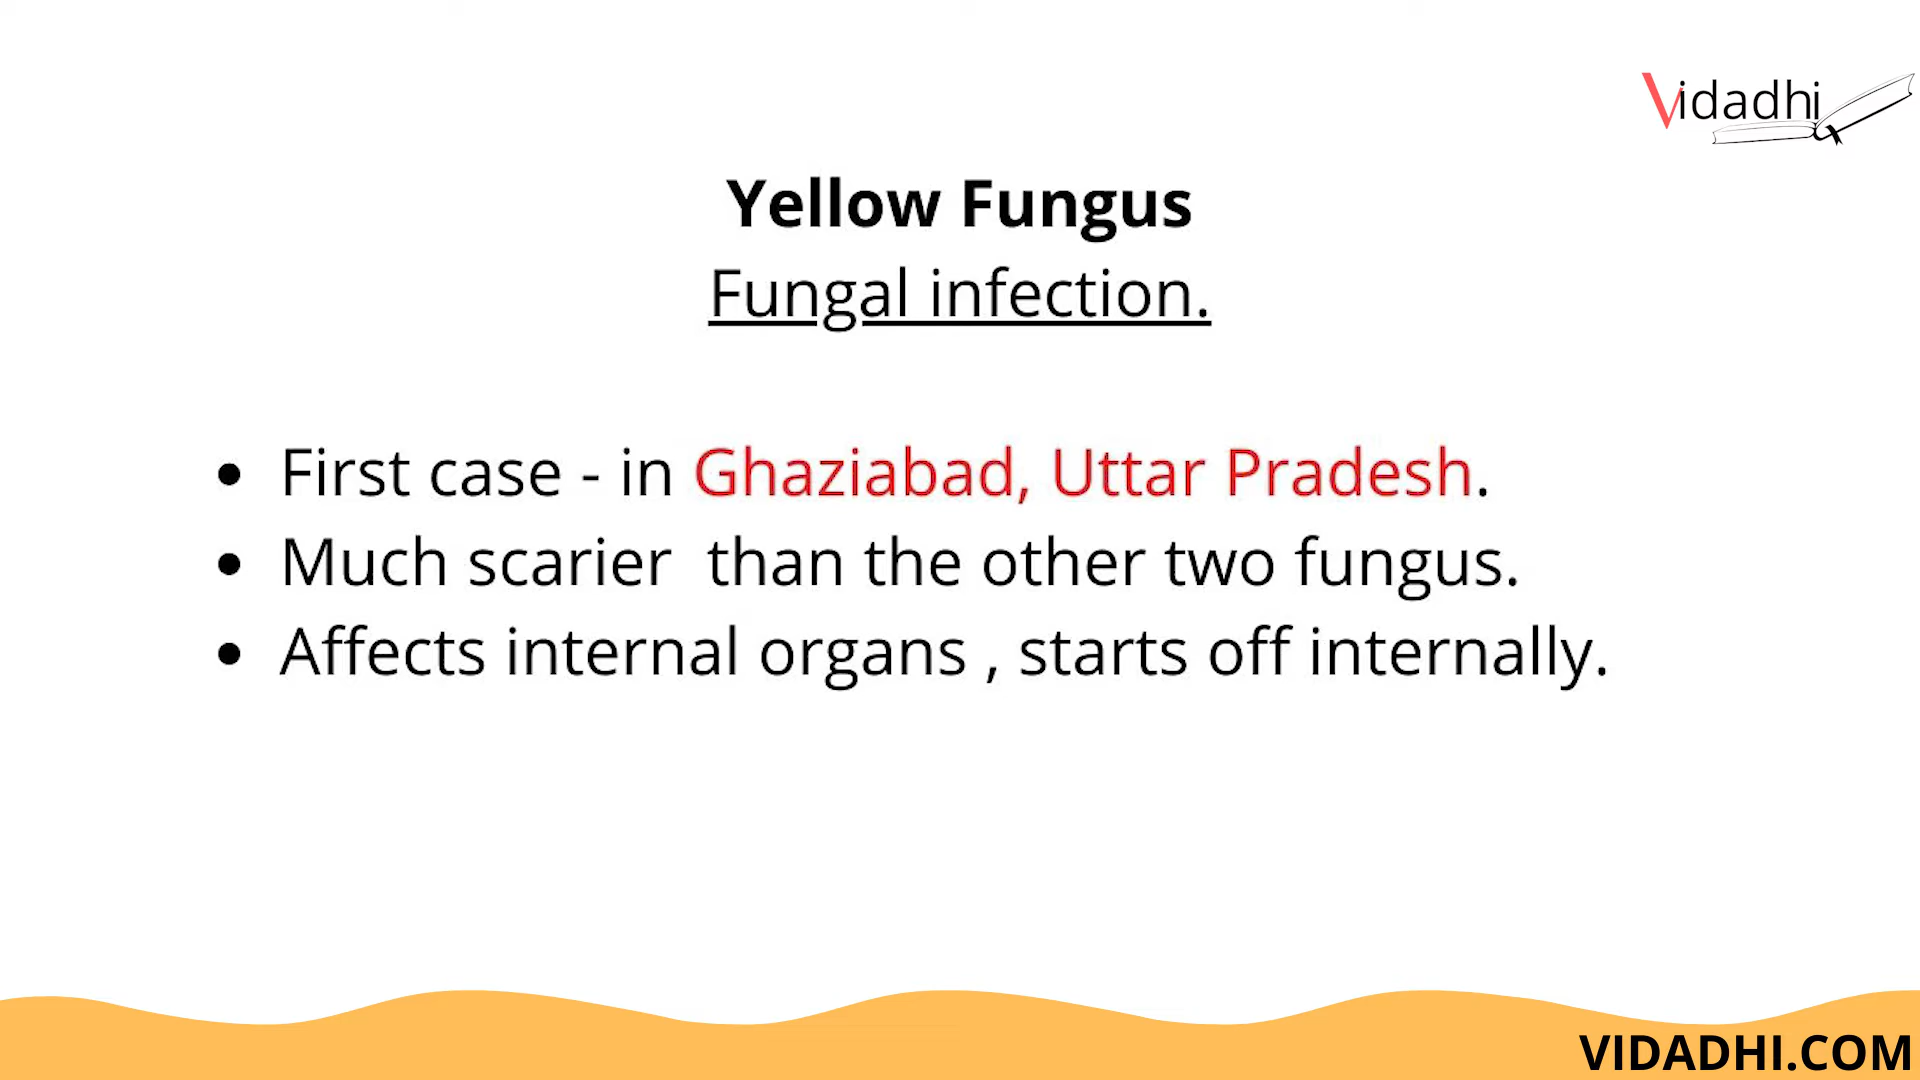 Vidadhi
Yellow Fungus
Fungal infection.
• First case - in Ghaziabad, Uttar Pradesh.
• Much scarier  than the other two fungus.
• Affects internal organs , starts off internally.
VIDADHI.COM